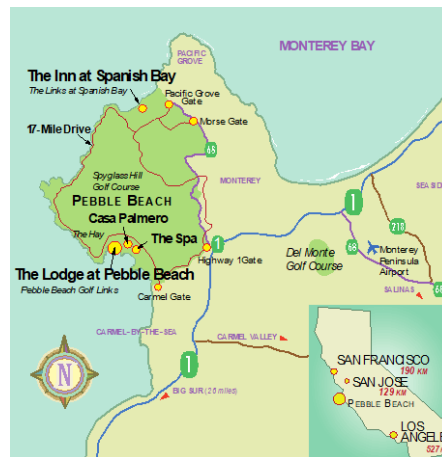 PACIFIC
GROVE
MONTEREY BAY
The Inn at Spanish Bay
The Links at Spanish Bay
Pacific Grove
Gate
17-Mile Drive
Morse Gate
68
Spyglass Hill
Golf Course
MONTEREY
SEASID
PEBBLE BEACH
1
218
Casa Palmero
The Hay
The Spa
1
Highway 1Gate
Del Monte
Golf Course
68
Monterey
Peninsula
Airport
The Lodge at Pebble Beach
Pebble Beach Golf Links
Carmel Gate
SALINAS
68
CARMEL-BY-THE-SEA
CARMEL VALLEY
N
1
BIG SUR (26 miles)
SAN FRANCISCO
190 KM
SAN JOSE
129 KM
PEBBLE BEACH
LOS
ANGEL
527